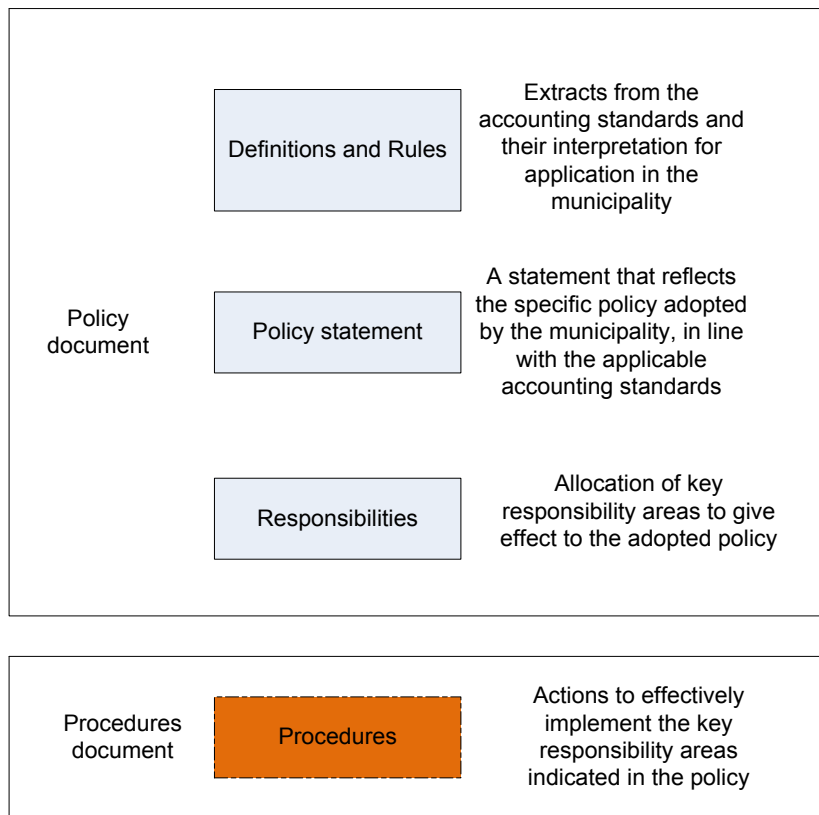 Definitions and Rules
Extracts from the
accounting standards and
their interpretation for
application in the
municipality
Policy
document
Policy statement
A statement that reflects
the specific policy adopted
by the municipality, in line
with the applicable
accounting standards
Responsibilities
Allocation of key
responsibility areas to give
effect to the adopted policy
Procedures
document
Procedures
Actions to effectively
implement the key
responsibility areas
indicated in the policy